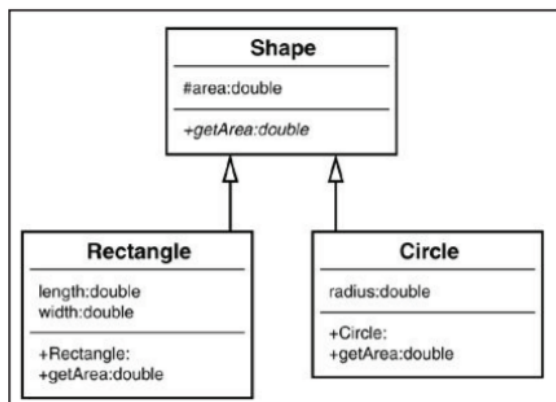 Shape
#area:double
+getArea:double
Rectangle
length:double
width:double
+Rectangle:
+getArea:double
Circle
radius:double
+Circle:
+getArea:double